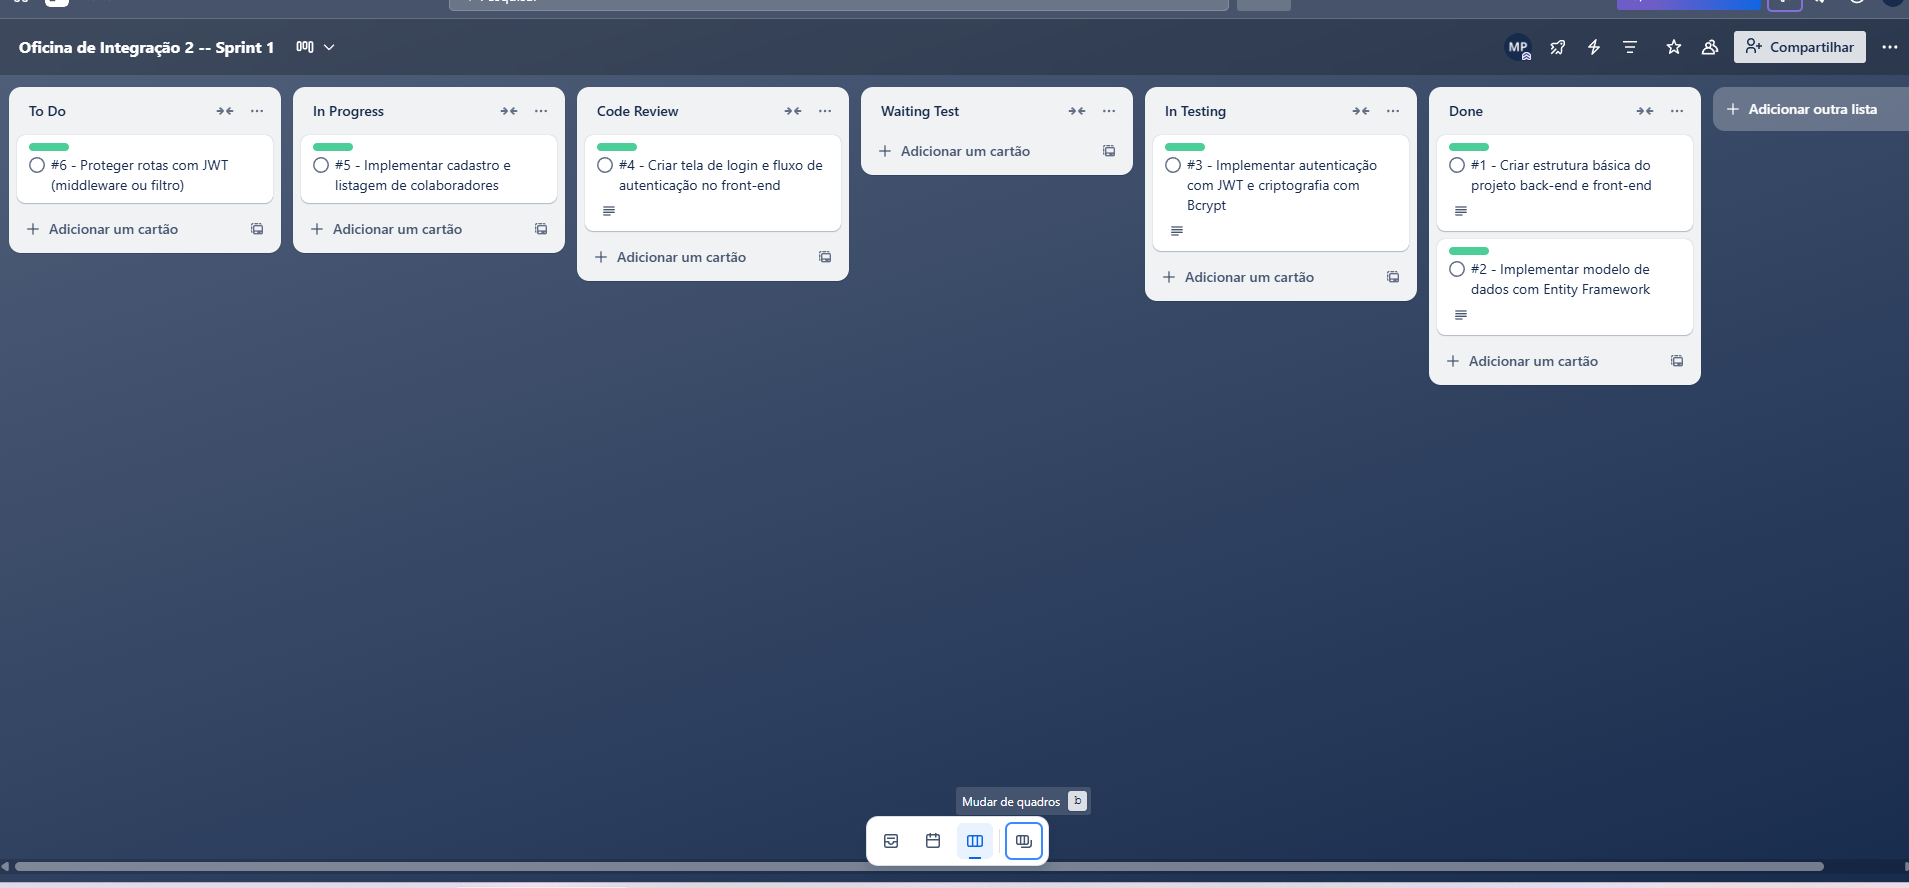 Oficina de Integração 2 -- Sprint 1
MP
Compartilhar
To Do
#6 - Proteger rotas com JWT
(middleware ou filtro)
Adicionar um cartão
In Progress
#5 - Implementar cadastro e
listagem de colaboradores
Adicionar um cartão
Code Review
#4 - Criar tela de login e fluxo de
autenticação no front-end
Adicionar um cartão
Waiting Test
Adicionar um cartão
In Testing
#3 - Implementar autenticação
com JWT e criptografia com
Bcrypt
Adicionar um cartão
Done
#1 - Criar estrutura básica do
projeto back-end e front-end
#2 - Implementar modelo de
dados com Entity Framework
Adicionar um cartão
Adicionar outra lista
Mudar de quadros b